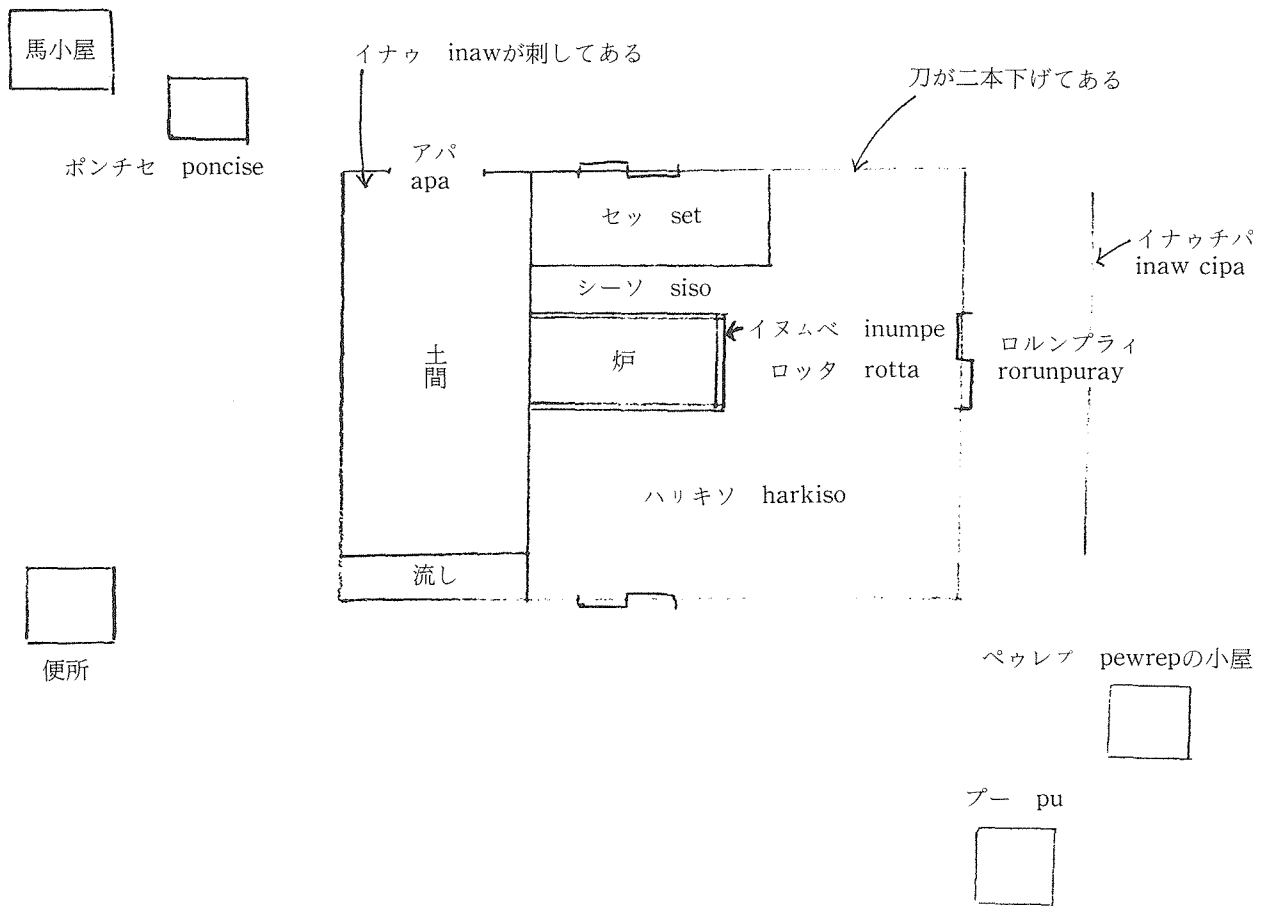 馬小屋
イナゥ inawが刺してある
刀が二本下げてある
ポンチセ poncise
アパ
apa
セッ set
イナゥチパ
inaw cipa
シーソ siso
イヌㇺペ inumpe
土間
炉
ロッタ rotta
ロルンプライ
rorunpuray
ハㇼキソ harkiso
流し
便所
ペゥレㇷ゚ pewrepの小屋
プー pu